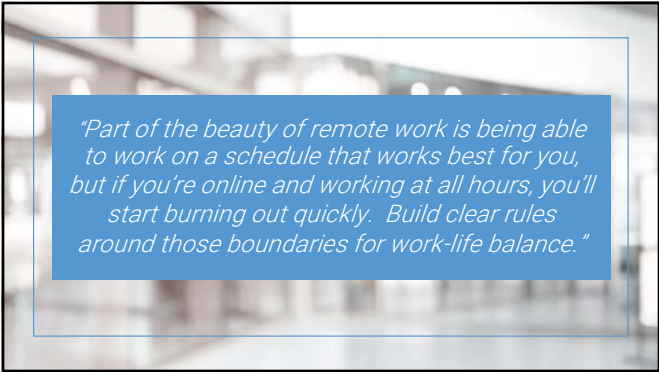 “Part of the beauty of remote work is being able
to work on a schedule that works best for you,
but if you’re online and working at all hours, you’ll
start burning out quickly.  Build clear rules
around those boundaries for work-life balance.”